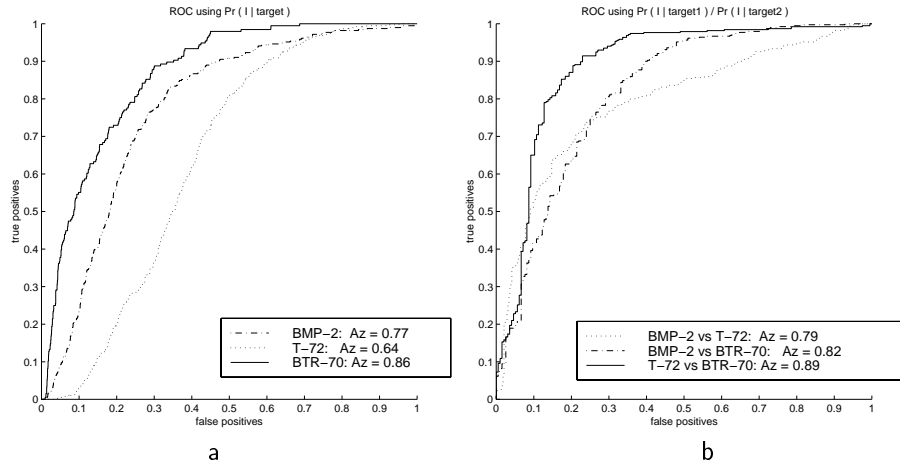 ROC using Pr ( I | target )
1
0.9
0.8
0.7
0.6
0.5
0.4
0.3
0.2
0.1
0
true positives
0 0.1 0.2 0.3 0.4 0.5 0.6 0.7 0.8 0.9 1
false positives
BMP−2: Az = 0.77
T−72: Az = 0.64
BTR−70: Az = 0.86
a
ROC using Pr ( I | target1 ) / Pr ( I | target2 )
1
0.9
0.8
0.7
0.6
0.5
0.4
0.3
0.2
0.1
0
true positives
0 0.1 0.2 0.3 0.4 0.5 0.6 0.7 0.8 0.9 1
false positives
BMP−2 vs T−72: Az = 0.79
BMP−2 vs BTR−70: Az = 0.82
T−72 vs BTR−70: Az = 0.89
b